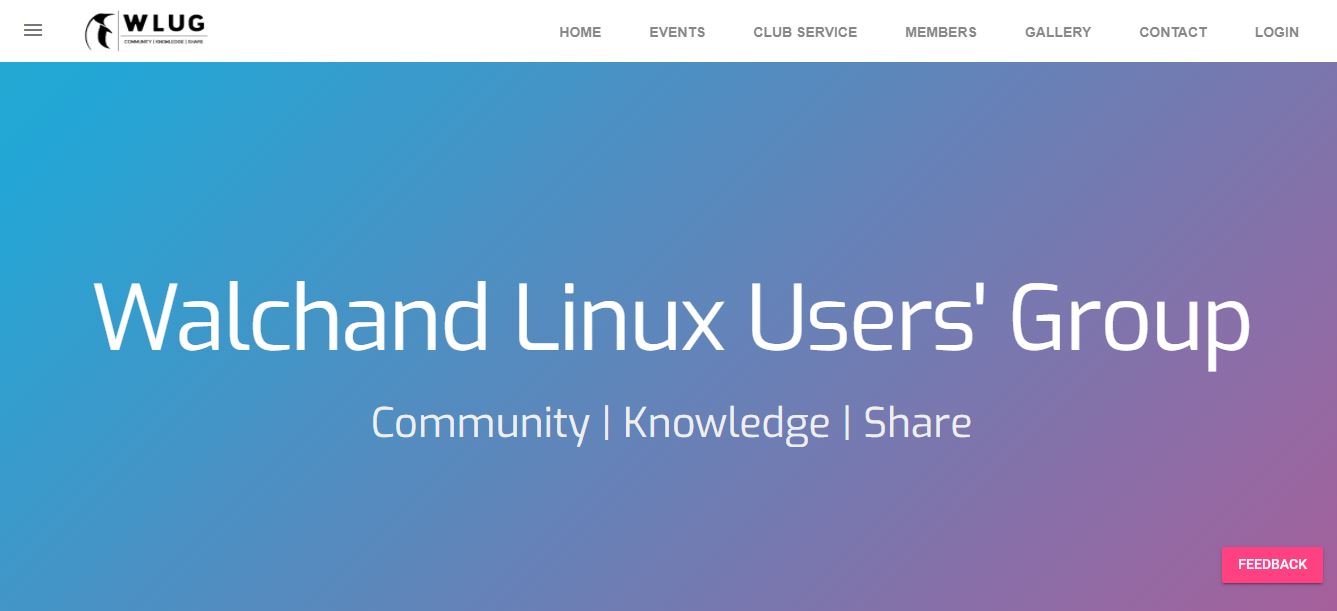 WLUG
COMMUNITY | KNOWLEDGE | SHARE
HOME EVENTS CLUB SERVICE MEMBERS GALLERY CONTACT LOGIN
Walchand Linux Users' Group
Community | Knowledge | Share
FEEDBACK